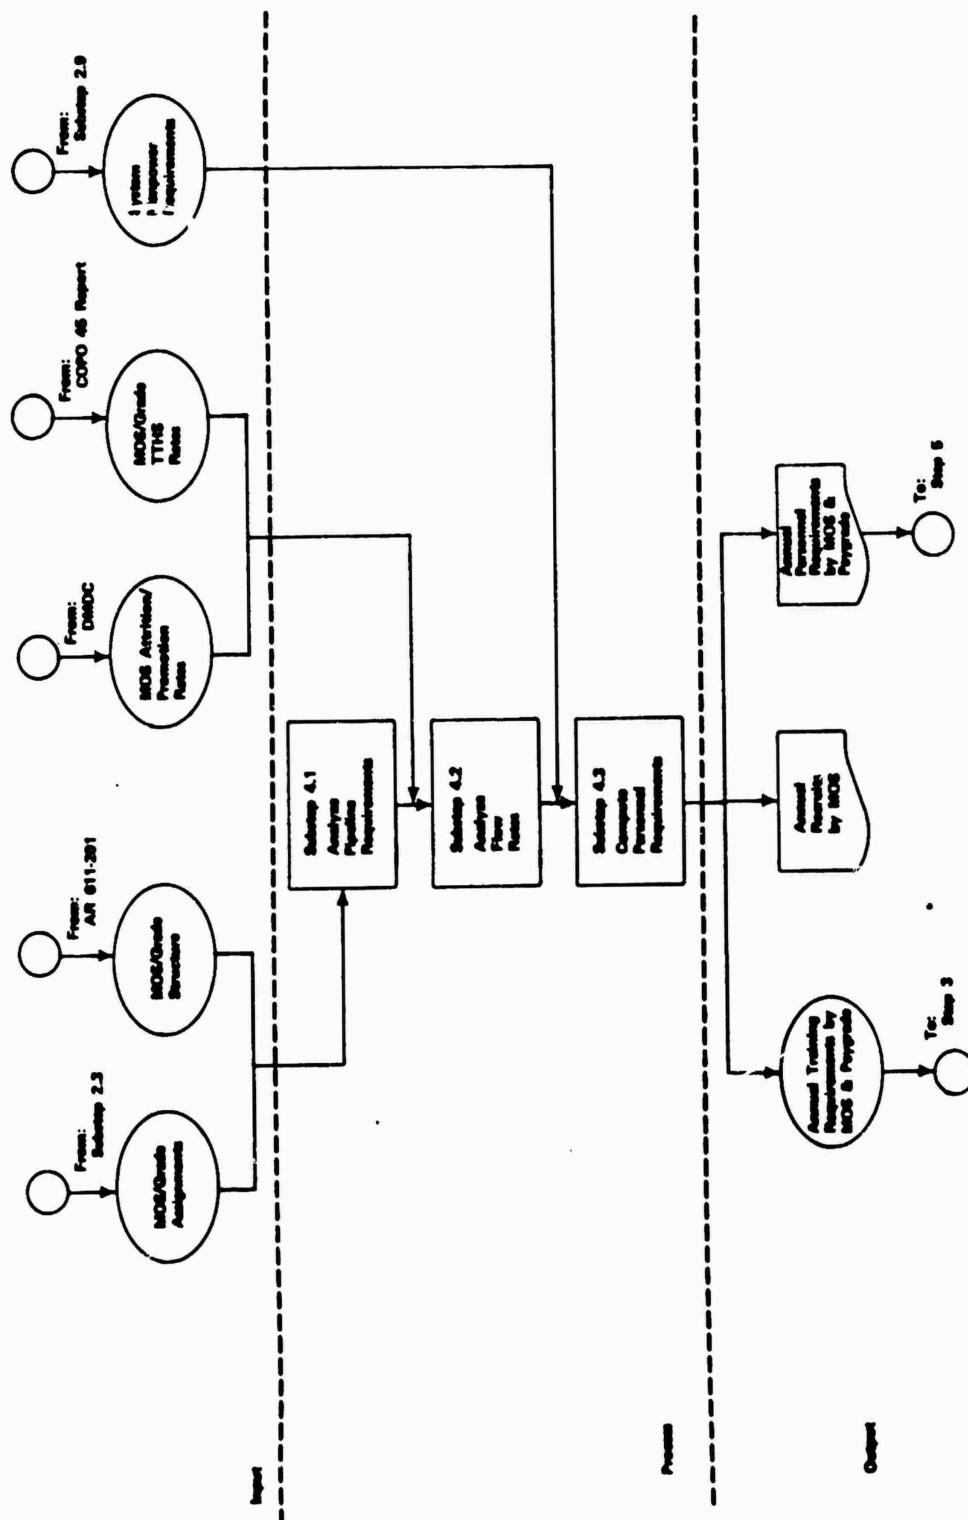 From:
Substep 2.3
MOS/Grade
Assignments
From:
AR 611-201
MOS/Grade
Structure
From:
DMDC
MOS Attrition/
Promotion
Rates
From:
COPO 45 Report
MOS/Grade
TTHS
Rates
From:
Substep 2.9
System
Manpower
Requirements
Input
Substep 4.1
Analyze
Pipeline
Requirements
Substep 4.2
Analyze
Flow
Rates
Substep 4.3
Compute
Personnel
Requirements
Process
Annual Training
Requirements by
MOS & Paygrade
To:
Step 3
Annual
Recruits
by MOS
Annual
Personnel
Requirements
by MOS &
Paygrade
To:
Step 5
Output